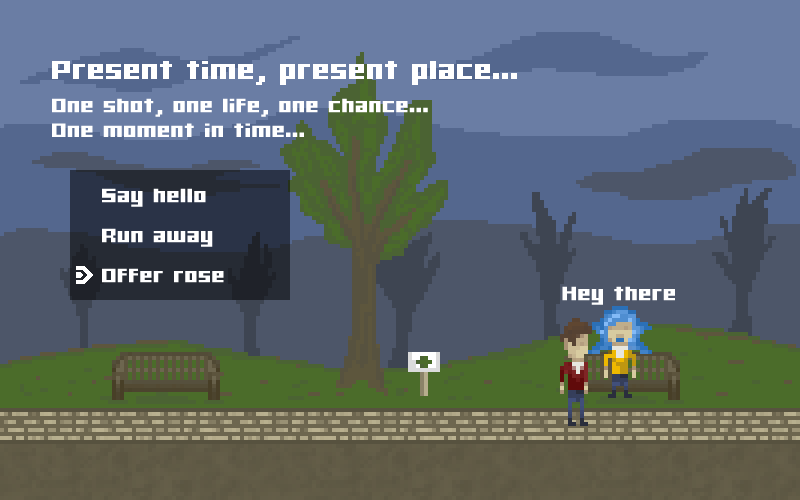 Present time, present place...
One shot, one life, one chance...
One moment in time...
Say hello
Run away
Offer rose
Hey there